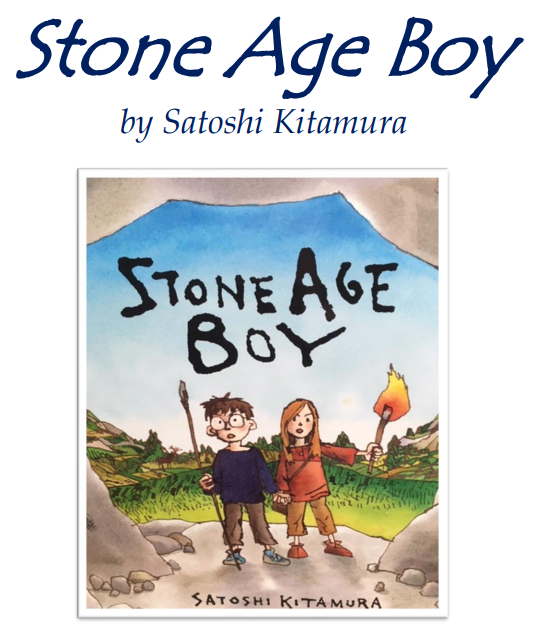 Stone Age Boy
by Satoshi Kitamura
STONE AGE
BOY
SATOSHI KITAMURA